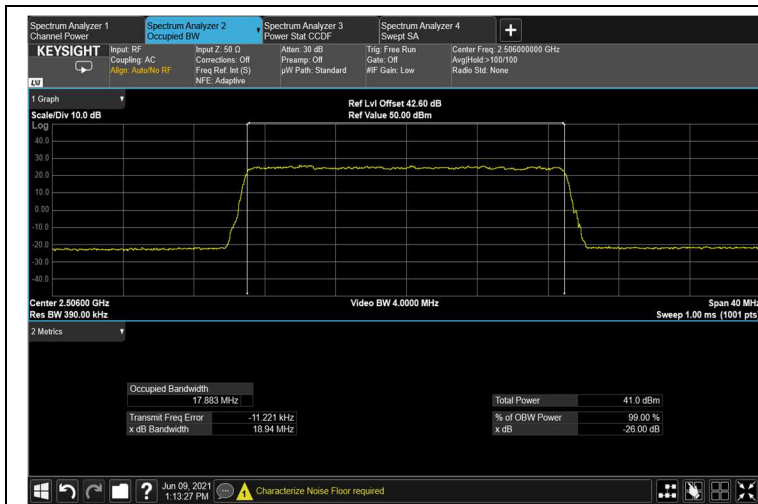 Spectrum Analyzer 1
Channel Power
Spectrum Analyzer 2
Occupied BW
Spectrum Analyzer 3
Power Stat CCDF
Spectrum Analyzer 4
Swept SA
KEYSIGHT
LXI
Input: RF
Coupling: AC
Align: Auto/No RF
Input Z: 50 Ω
Corrections: Off
Freq Ref: Int (S)
NFE: Adaptive
Atten: 30 dB
Preamp: Off
µW Path: Standard
Trig: Free Run
Gate: Off
#IF Gain: Low
Center Freq: 2.506000000 GHz
Avg|Hold:>100/100
Radio Std: None
1 Graph
Scale/Div 10.0 dB
Ref Lvl Offset 42.60 dB
Ref Value 50.00 dBm
Log
40.0
30.0
20.0
10.0
0.00
-10.0
-20.0
-30.0
-40.0
Center 2.50600 GHz
Res BW 390.00 kHz
Video BW 4.0000 MHz
Span 40 MHz
Sweep 1.00 ms (1001 pts)
2 Metrics
Occupied Bandwidth
17.883 MHz
Transmit Freq Error -11.221 kHz
x dB Bandwidth 18.94 MHz
Total Power 41.0 dBm
% of OBW Power 99.00 %
x dB -26.00 dB
Jun 09, 2021
1:13:27 PM
Characterize Noise Floor required